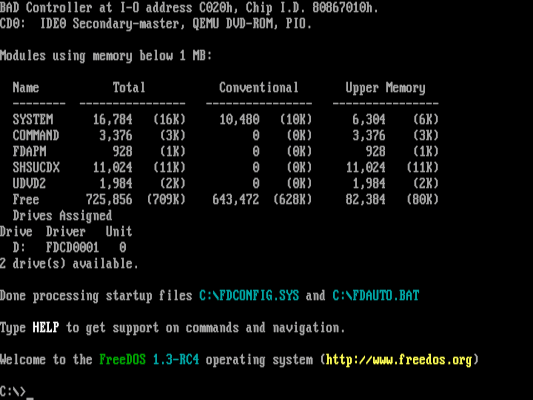 BAD Controller at I-O address C020h, Chip I.D. 80867010h.
CD0:  IDE0 Secondary-master, QEMU DVD-ROM, PIO.
Modules using memory below 1 MB:
Name           Total           Conventional       Upper Memory
--------  ----------------   ----------------   ----------------
SYSTEM      16,784   (16K)     10,480   (10K)      6,304    (6K)
COMMAND      3,376    (3K)          0    (0K)      3,376    (3K)
FDAPM          928    (1K)          0    (0K)        928    (1K)
SHSUCDX     11,024   (11K)          0    (0K)     11,024   (11K)
UDVD2        1,984    (2K)          0    (0K)      1,984    (2K)
Free       725,856  (709K)    643,472  (628K)     82,384   (80K)
Drives Assigned
Drive  Driver   Unit
D:   FDCD0001   0
2 drive(s) available.
Done processing startup files C:\FDCONFIG.SYS and C:\FDAUTO.BAT
Type HELP to get support on commands and navigation.
Welcome to the FreeDOS 1.3-RC4 operating system (http://www.freedos.org)
C:\>_